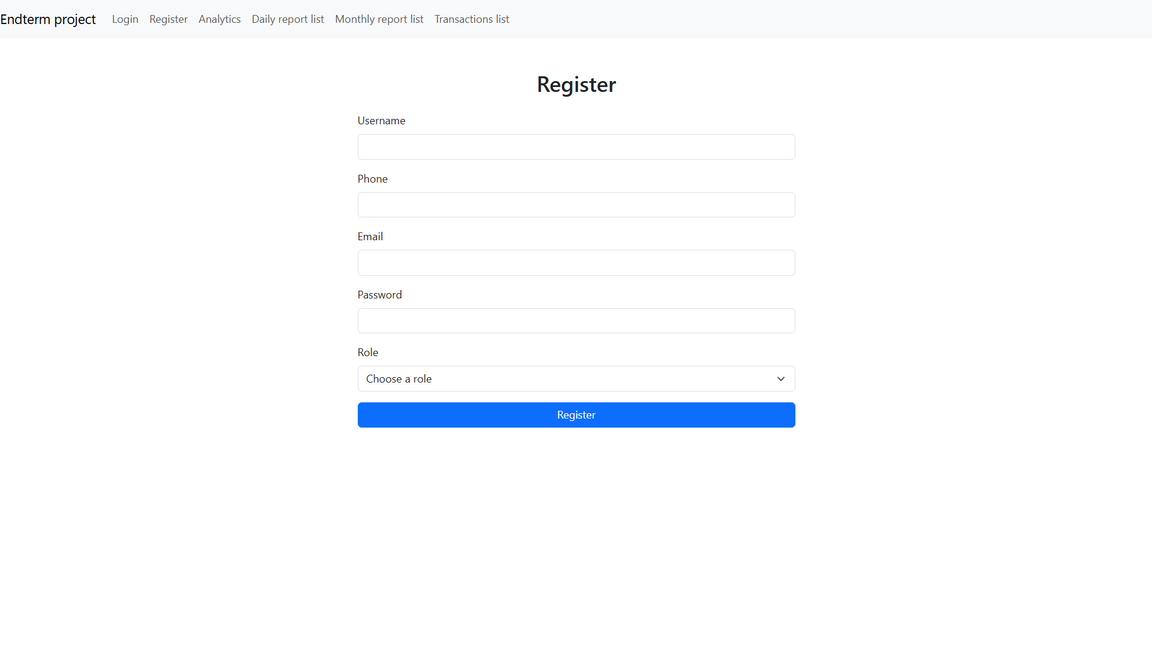 Endterm project Login Register Analytics Daily report list Monthly report list Transactions list
Register
Username
Phone
Email
Password
Role
Choose a role
Register